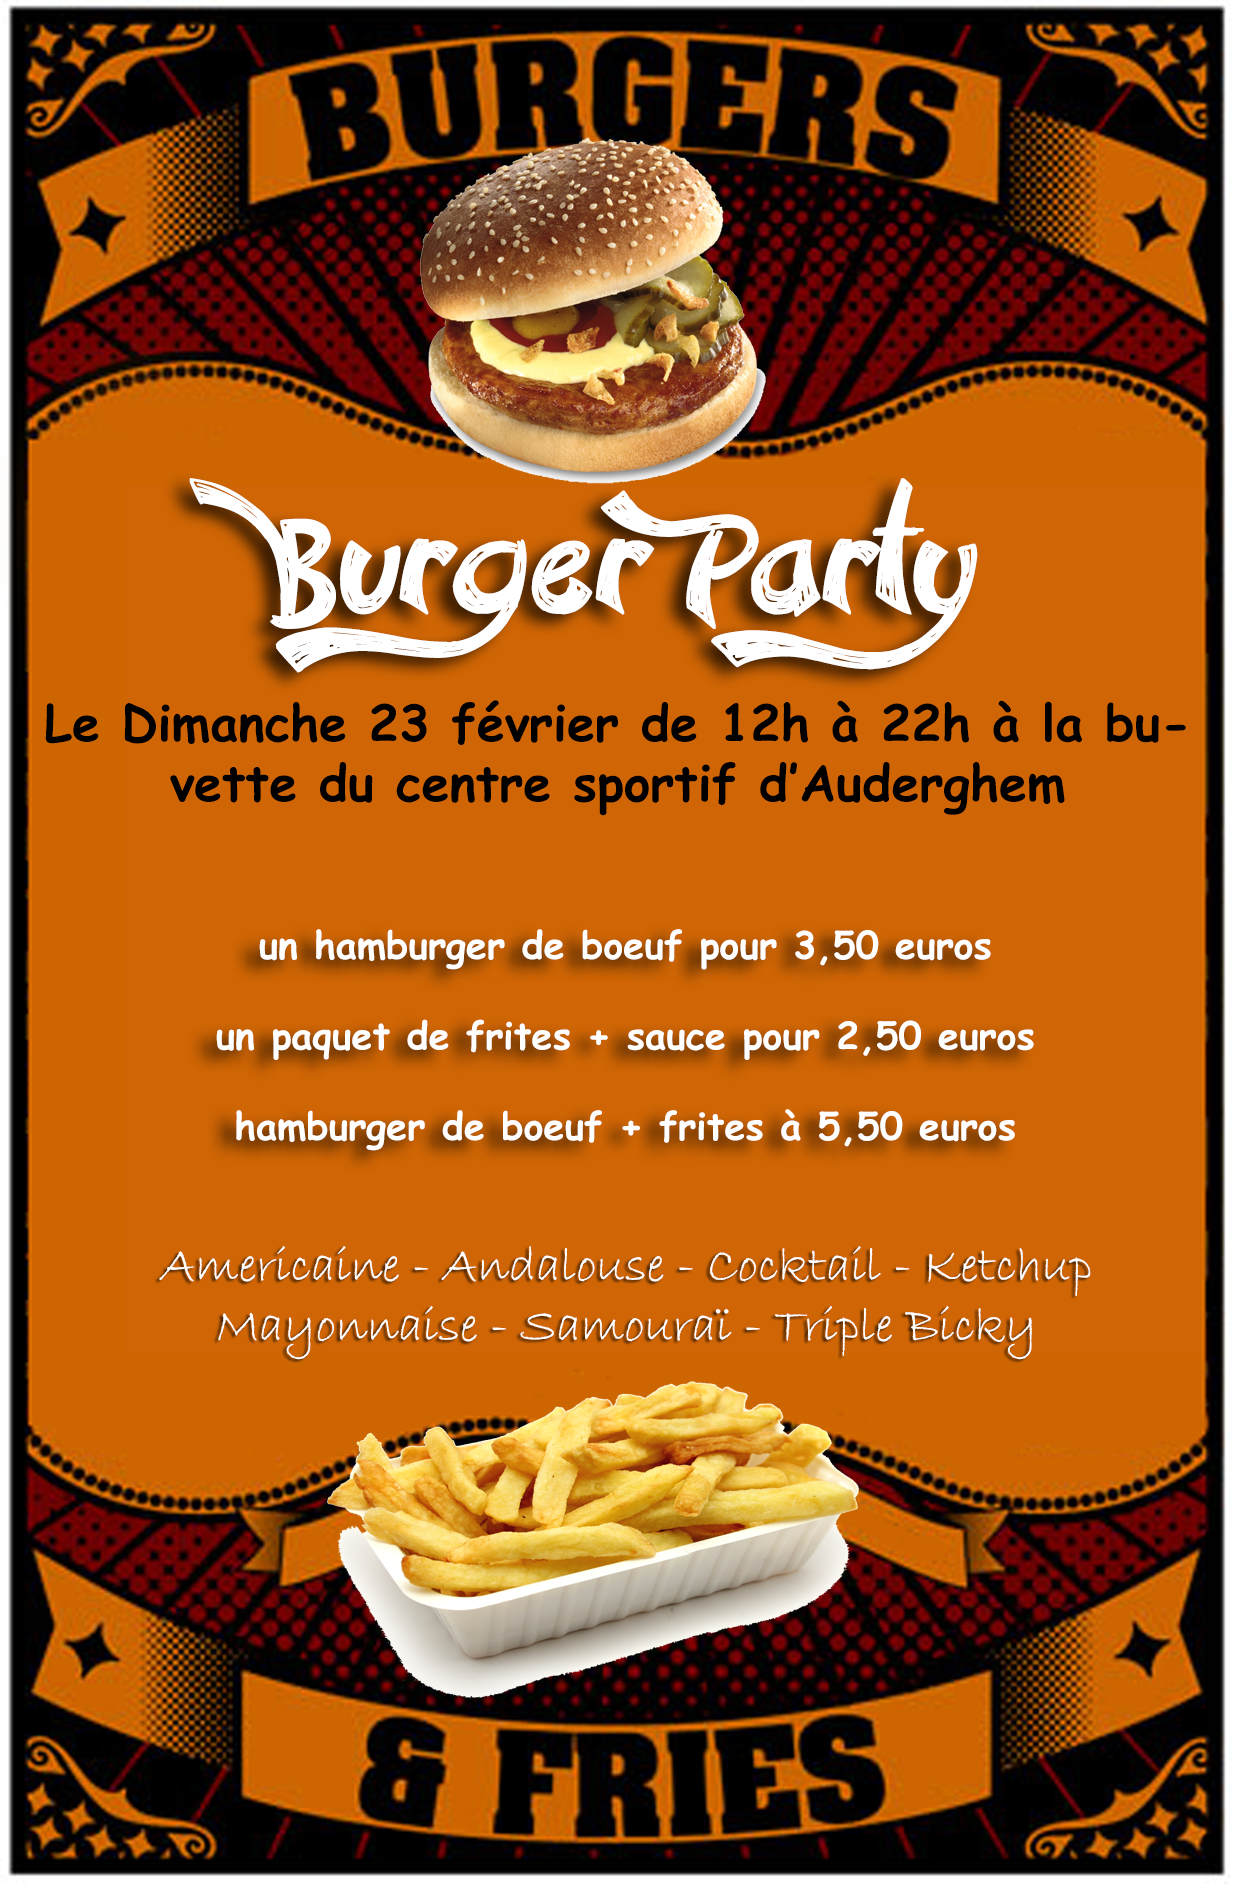 BURGERS
Burger Party
Le Dimanche 23 février de 12h à 22h à la bu-
vette du centre sportif d'Auderghem
un hamburger de boeuf pour 3,50 euros
un paquet de frites + sauce pour 2,50 euros
hamburger de boeuf + frites à 5,50 euros
Americaine - Andalouse - Cocktail - Ketchup
Mayonnaise - Samouraï - Triple Bicky
& FRIES